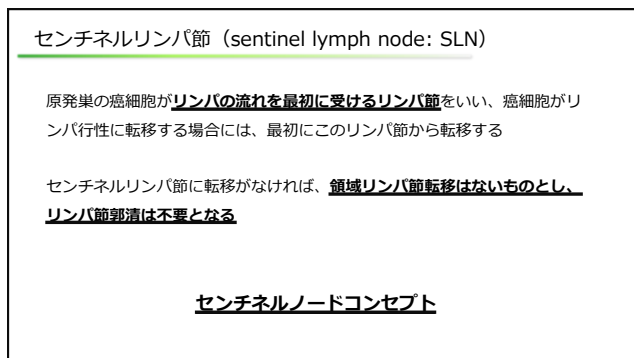 センチネルリンパ節（sentinel lymph node: SLN）
原発巣の癌細胞がリンパの流れを最初に受けるリンパ節をいい、癌細胞がリ
ンパ行性に転移する場合には、最初にこのリンパ節から転移する
センチネルリンパ節に転移がなければ、領域リンパ節転移はないものとし、
リンパ節郭清は不要となる
センチネルノードコンセプト